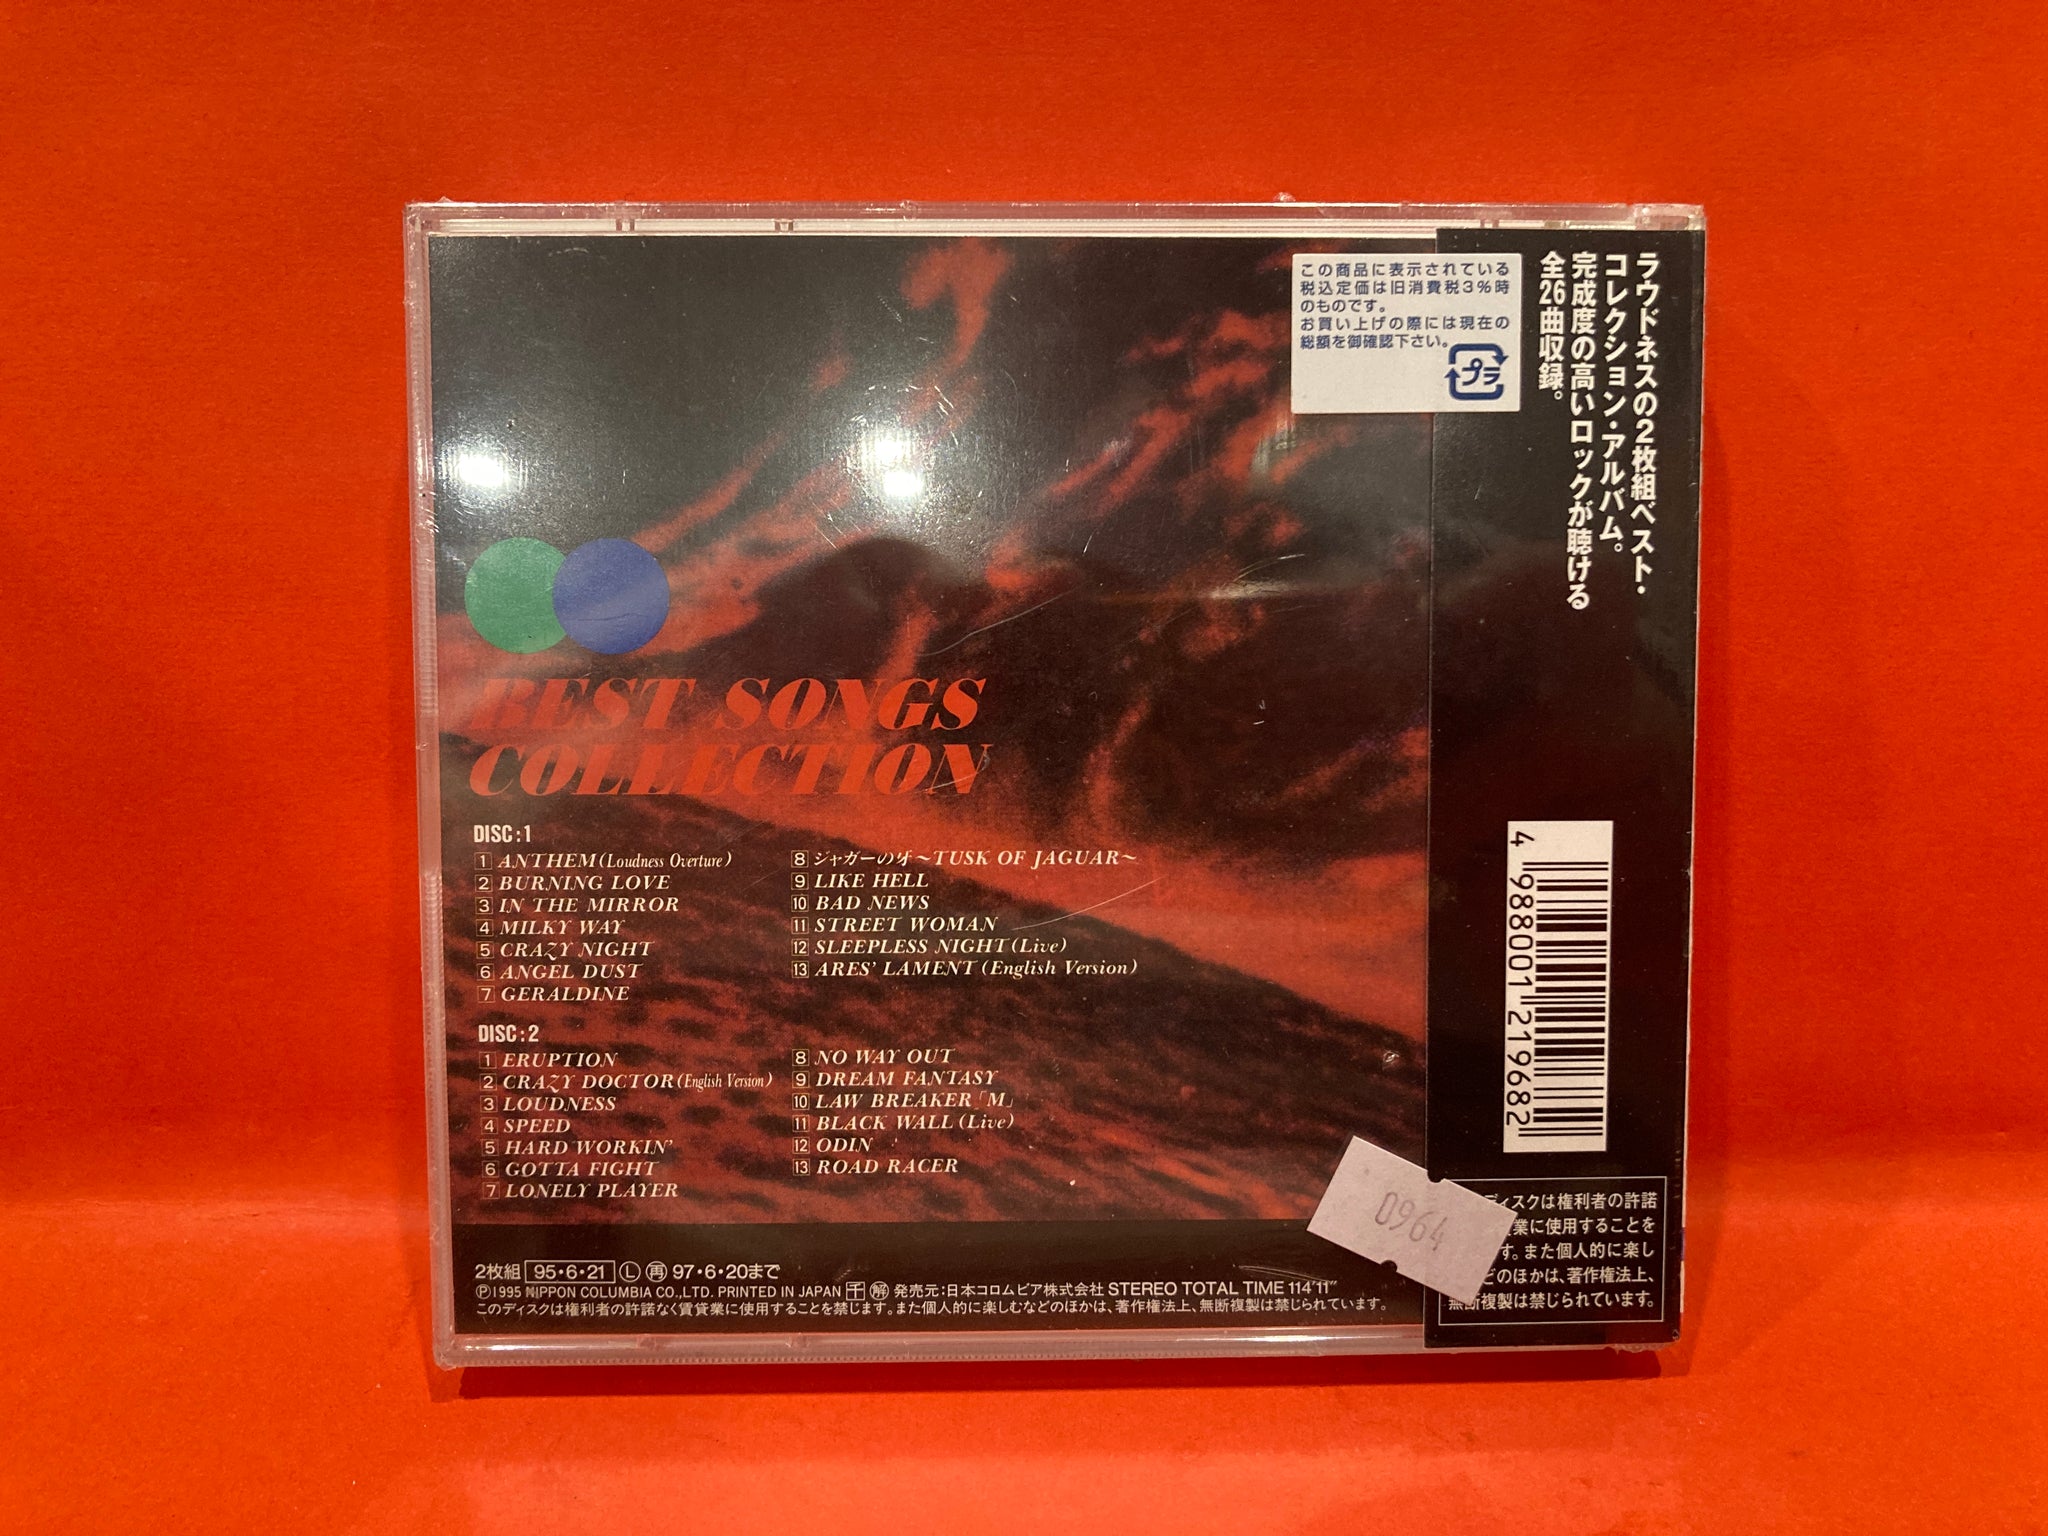 この商品に表示されている
税込定価は旧消費税3%時
のものです。
お買い上げの際には現在の
総額を御確認下さい。
プラ
ラウドネスの2枚組ベスト・
コレクション・アルバム。
完成度の高いロックが聴ける
全26曲収録。
BEST SONGS
COLLECTION
DISC:1
1 ANTHEM (Loudness Overture)
2 BURNING LOVE
3 IN THE MIRROR
4 MILKY WAY
5 CRAZY NIGHT
6 ANGEL DUST
7 GERALDINE
8 ジャガーの牙～TUSK OF JAGUAR～
9 LIKE HELL
10 BAD NEWS
11 STREET WOMAN
12 SLEEPLESS NIGHT (Live)
13 ARES' LAMENT (English Version)
DISC:2
1 ERUPTION
2 CRAZY DOCTOR (English Version)
3 LOUDNESS
4 SPEED
5 HARD WORKIN'
6 GOTTA FIGHT
7 LONELY PLAYER
8 NO WAY OUT
9 DREAM FANTASY
10 LAW BREAKER「M」
11 BLACK WALL (Live)
12 ODIN
13 ROAD RACER
4 988001 219682
0964
2枚組 95・6・21 Ⓛ 再 97・6・20まで
Ⓟ1995 NIPPON COLUMBIA CO.,LTD. PRINTED IN JAPAN 千 解 発売元:日本コロムビア株式会社 STEREO TOTAL TIME 114'11"
このディスクは権利者の許諾なく賃貸業に使用することを禁じます。また個人的に楽しむなどのほかは、著作権法上、無断複製は禁じられています。
ディスクは権利者の許諾
業に使用することを
す。また個人的に楽し
どのほかは、著作権法上、
無断複製は禁じられています。